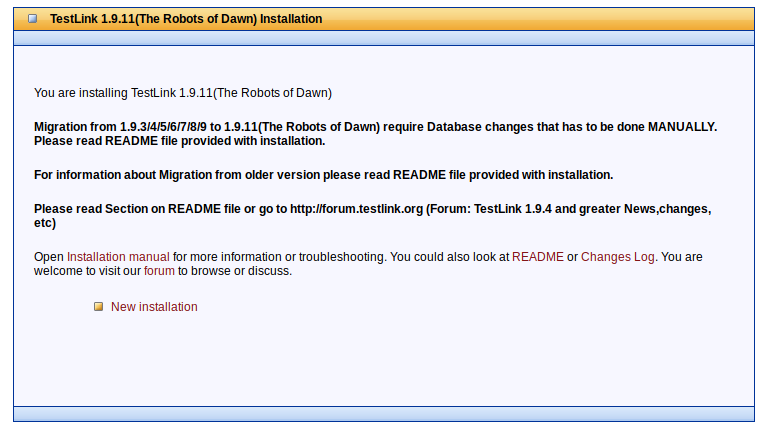 TestLink 1.9.11(The Robots of Dawn) Installation
You are installing TestLink 1.9.11(The Robots of Dawn)
Migration from 1.9.3/4/5/6/7/8/9 to 1.9.11(The Robots of Dawn) require Database changes that has to be done MANUALLY.
Please read README file provided with installation.
For information about Migration from older version please read README file provided with installation.
Please read Section on README file or go to http://forum.testlink.org (Forum: TestLink 1.9.4 and greater News,changes,
etc)
Open Installation manual for more information or troubleshooting. You could also look at README or Changes Log. You are
welcome to visit our forum to browse or discuss.
New installation